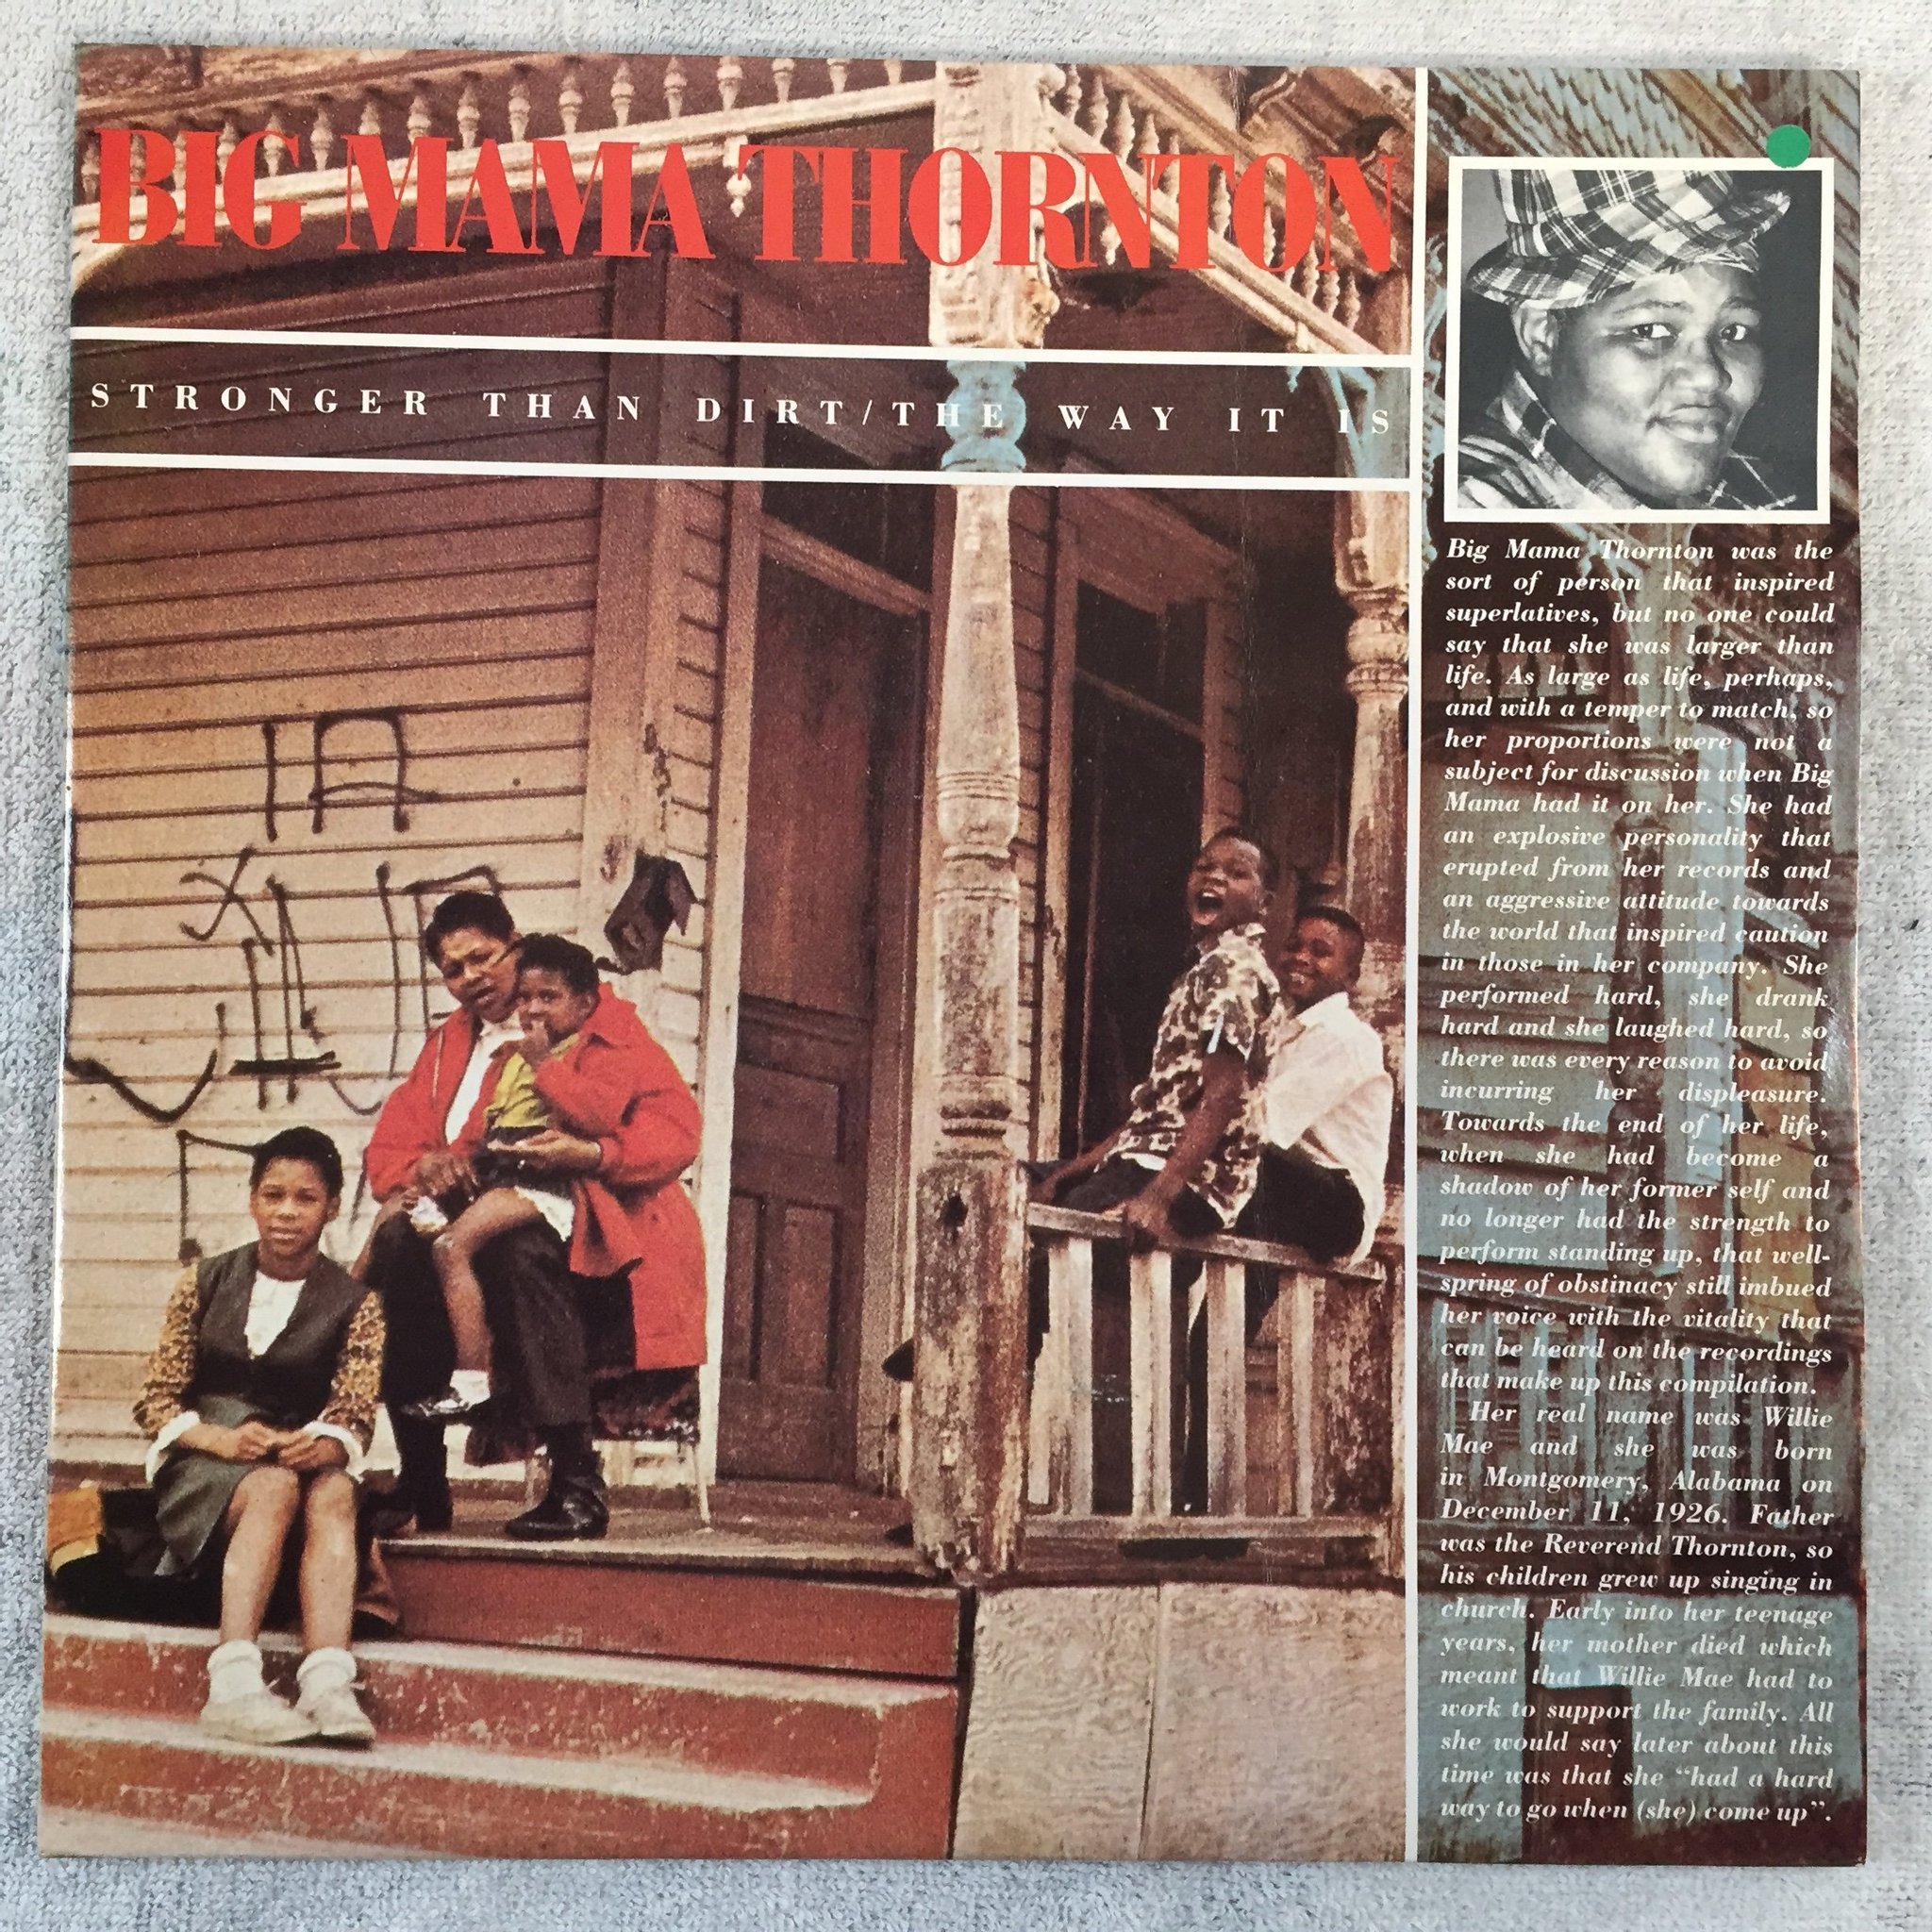 BIG MAMA THORNTON
STRONGER THAN DIRT/THE WAY IT IS
Big Mama Thornton was the
sort of person that inspired
superlatives, but no one could
say that she was larger than
life. As large as life, perhaps,
and with a temper to match, so
her proportions were not a
subject for discussion when Big
Mama had it on her. She had
an explosive personality that
erupted from her records and
an aggressive attitude towards
the world that inspired caution
in those in her company. She
performed hard, she drank
hard and she laughed hard, so
there was every reason to avoid
incurring her displeasure.
Towards the end of her life,
when she had become a
shadow of her former self and
no longer had the strength to
perform standing up, that well-
spring of obstinacy still imbued
her voice with the vitality that
can be heard on the recordings
that make up this compilation.
Her real name was Willie
Mae and she was born
in Montgomery, Alabama on
December 11, 1926. Father
was the Reverend Thornton, so
his children grew up singing in
church. Early into her teenage
years, her mother died which
meant that Willie Mae had to
work to support the family. All
she would say later about this
time was that she “had a hard
way to go when (she) come up”.